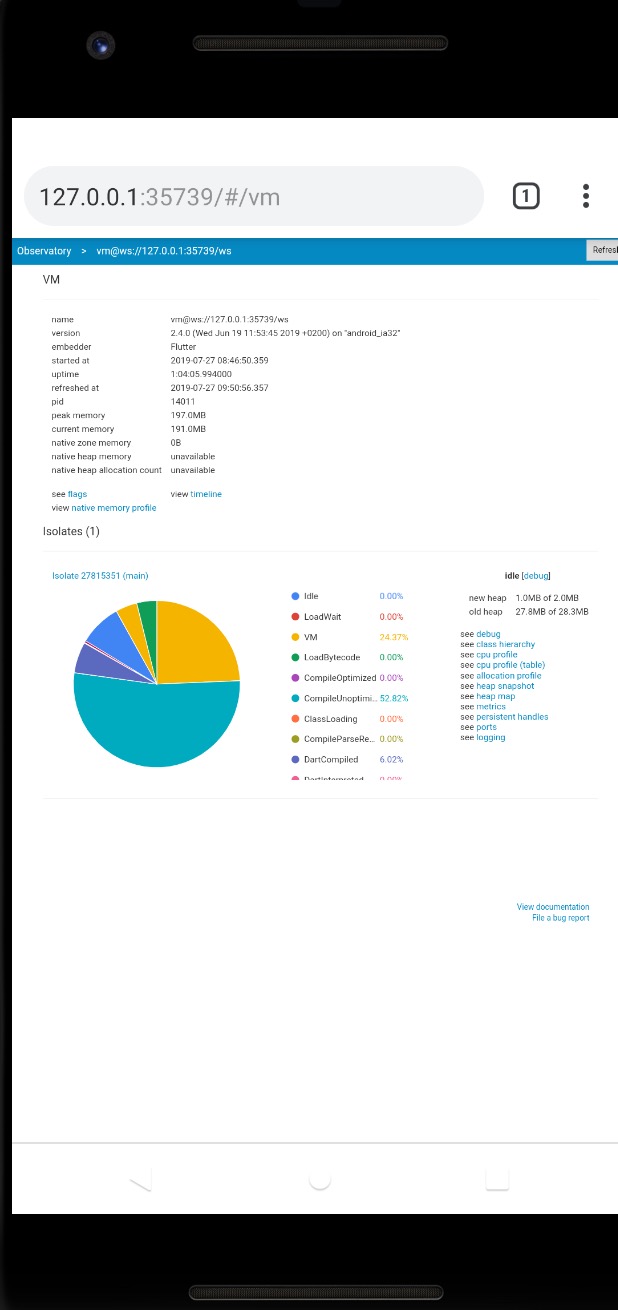 127.0.0.1:35739/#/vm
1
Observatory > vm@ws://127.0.0.1:35739/ws
VM
name vm@ws://127.0.0.1:35739/ws
version 2.4.0 (Wed Jun 19 11:53:45 2019 +0200) on "android_ia32"
embedder Flutter
started at 2019-07-27 08:46:50.359
uptime 1:04:05.994000
refreshed at 2019-07-27 09:50:56.357
pid 14011
peak memory 197.0MB
current memory 191.0MB
native zone memory 0B
native heap memory unavailable
native heap allocation count unavailable
see flags view timeline
view native memory profile
Isolates (1)
Isolate 27815351 (main)
Idle 0.00%
LoadWait 0.00%
VM 24.37%
LoadBytecode 0.00%
CompileOptimized 0.00%
CompileUnoptimi... 52.82%
ClassLoading 0.00%
CompileParseRe... 0.00%
DartCompiled 6.02%
idle [debug]
new heap 1.0MB of 2.0MB
old heap 27.8MB of 28.3MB
see debug
see class hierarchy
see cpu profile
see cpu profile (table)
see allocation profile
see heap snapshot
see heap map
see metrics
see persistent handles
see ports
see logging
View documentation
File a bug report